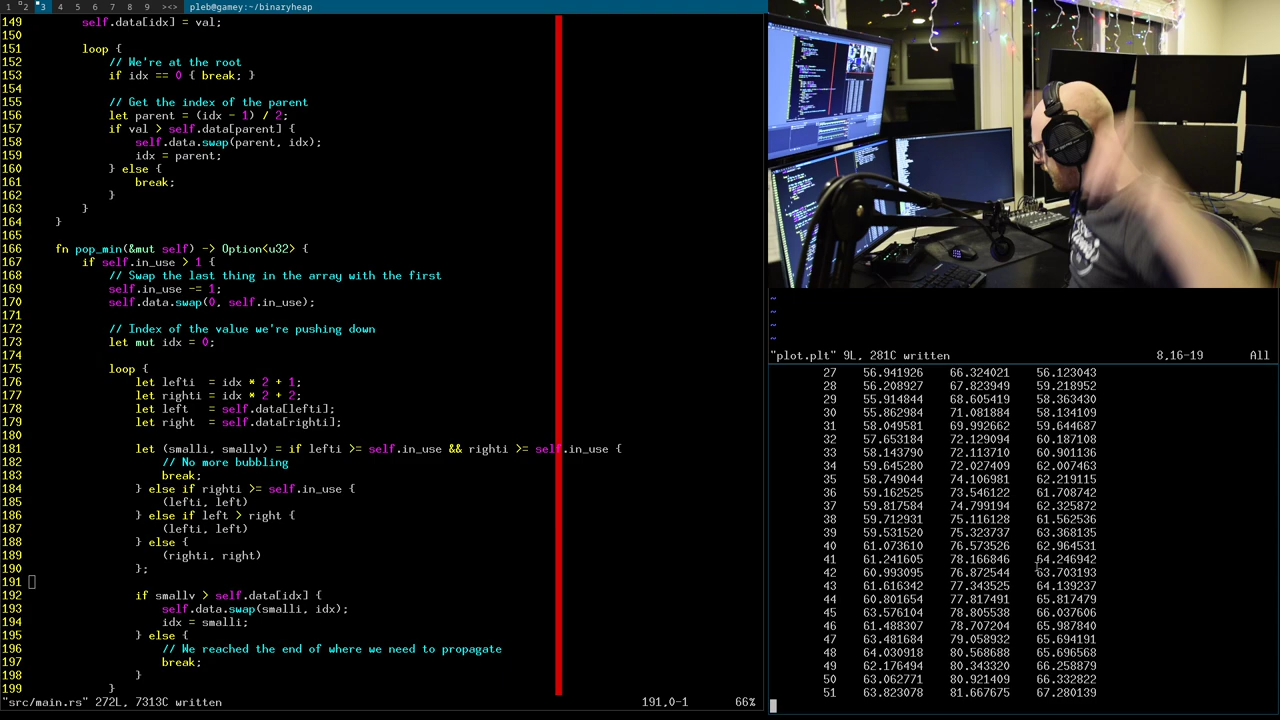 1 2 3 4 5 6 7 8 9 ><> pleb@gamey:~/binaryheap
149         self.data[idx] = val;
150
151         loop {
152             // We're at the root
153             if idx == 0 { break; }
154
155             // Get the index of the parent
156             let parent = (idx - 1) / 2;
157             if val > self.data[parent] {
158                 self.data.swap(parent, idx);
159                 idx = parent;
160             } else {
161                 break;
162             }
163         }
164     }
165
166     fn pop_min(&mut self) -> Option<u32> {
167         if self.in_use > 1 {
168             // Swap the last thing in the array with the first
169             self.in_use -= 1;
170             self.data.swap(0, self.in_use);
171
172             // Index of the value we're pushing down
173             let mut idx = 0;
174
175             loop {
176                 let lefti  = idx * 2 + 1;
177                 let righti = idx * 2 + 2;
178                 let left   = self.data[lefti];
179                 let right  = self.data[righti];
180
181                 let (smalli, smallv) = if lefti >= self.in_use && righti >= self.in_use {
182                     // No more bubbling
183                     break;
184                 } else if righti >= self.in_use {
185                     (lefti, left)
186                 } else if left > right {
187                     (lefti, left)
188                 } else {
189                     (righti, right)
190                 };
191
192                 if smallv > self.data[idx] {
193                     self.data.swap(smalli, idx);
194                     idx = smalli;
195                 } else {
196                     // We reached the end of where we need to propagate
197                     break;
198                 }
199             }
"src/main.rs" 272L, 7313C written 191,0-1 66%
~
~
~
~
"plot.plt" 9L, 281C written 8,16-19 All
27 56.941926 66.324021 56.123043
28 56.208927 67.823949 59.218952
29 55.914844 68.605419 58.363430
30 55.862984 71.081884 58.134109
31 58.049581 69.992662 59.644687
32 57.653184 72.129094 60.187108
33 58.143790 72.113710 60.901136
34 59.645280 72.027409 62.007463
35 58.749044 74.106981 62.219115
36 59.162525 73.546122 61.708742
37 59.817584 74.799194 62.325872
38 59.712931 75.116128 61.562536
39 59.531520 75.323737 63.368135
40 61.073610 76.573526 62.964531
41 61.241605 78.166846 64.246942
42 60.993095 76.872544 63.703193
43 61.616342 77.343525 64.139237
44 60.801654 77.817491 65.817479
45 63.576104 78.805538 66.037606
46 61.488307 78.707204 65.987840
47 63.481684 79.058932 65.694191
48 64.030918 80.568688 65.696568
49 62.176494 80.343320 66.258879
50 63.062771 80.921409 66.332822
51 63.823078 81.667675 67.280139